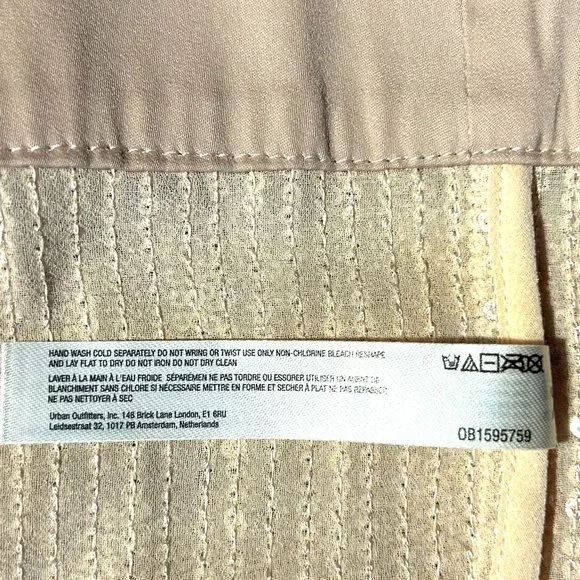 HAND WASH COLD SEPARATELY DO NOT WRING OR TWIST USE ONLY NON-CHLORINE BLEACH RESHAPE
AND LAY FLAT TO DRY DO NOT IRON DO NOT DRY CLEAN
LAVER À LA MAIN À L'EAU FROIDE SÉPARÉMEN NE PAS TORDRE OU ESSORER UTILISER UN AGENT DE
BLANCHIMENT SANS CHLORE SI NÉCESSAIRE METTRE EN FORME ET SECHER À PLAT NE PAS REPASSER
NE PAS NETTOYER À SEC
Urban Outfitters, Inc. 146 Brick Lane London, E1 6RU
Leidsestraat 32, 1017 PB Amsterdam, Netherlands
OB1595759